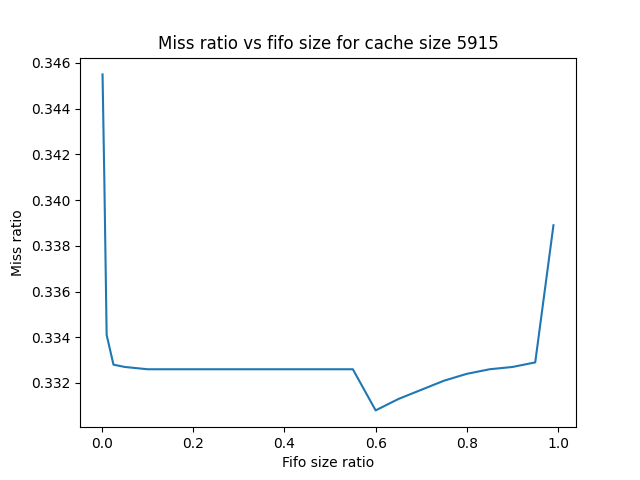 Miss ratio vs fifo size for cache size 5915
0.346
0.344
0.342
0.340
0.338
0.336
0.334
0.332
Miss ratio
0.0 0.2 0.4 0.6 0.8 1.0
Fifo size ratio